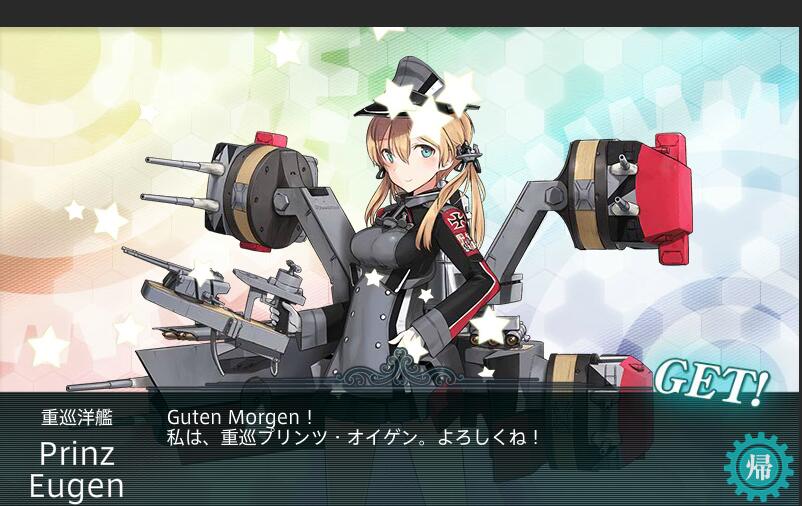 GET!
重巡洋艦
Prinz
Eugen
Guten Morgen！
私は、重巡プリンツ・オイゲン。よろしくね！
帰